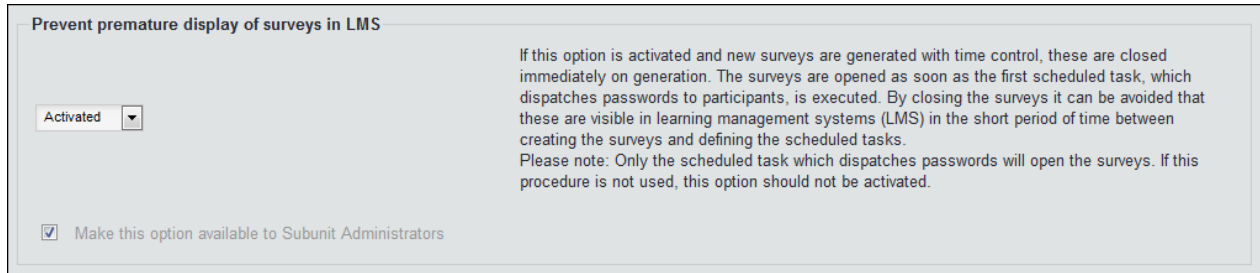 Prevent premature display of surveys in LMS
If this option is activated and new surveys are generated with time control, these are closed
immediately on generation. The surveys are opened as soon as the first scheduled task, which
dispatches passwords to participants, is executed. By closing the surveys it can be avoided that
these are visible in learning management systems (LMS) in the short period of time between
creating the surveys and defining the scheduled tasks.
Please note: Only the scheduled task which dispatches passwords will open the surveys. If this
procedure is not used, this option should not be activated.
Activated
Make this option available to Subunit Administrators